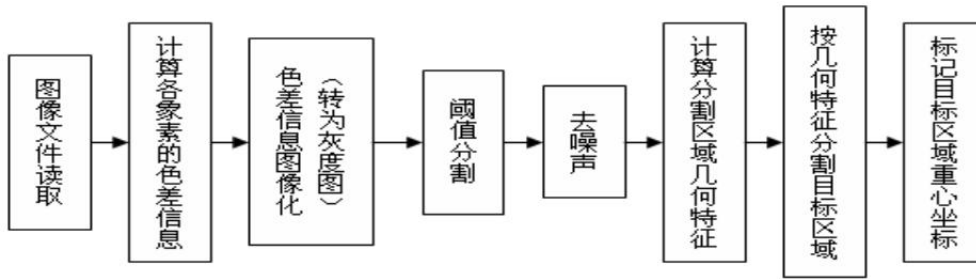 图像文件读取
计算各象素的色差信息
色差信息图像化
（转为灰度图）
阈值分割
去噪声
计算分割区域几何特征
按几何特征分割目标区域
标记目标区域重心坐标